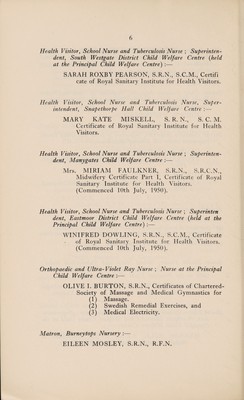 6
Health Visitor, School Nurse and Tuberculosis Nurse ; Superinten-
dent, South Westgate District Child Welfare Centre (held
at the Principal Child Welfare Centre) :—
SARAH ROXBY PEARSON, S.R.N., S.C.M., Certifi
cate of Royal Sanitary Institute for Health Visitors.
Health Visitor, School Nurse and Tuberculosis Nurse, Super-
intendent, Snapethorpe Hall Child Welfare Centre :—
MARY KATE MISKELL, S. R. N., S. C. M.
Certificate of Royal Sanitary Institute for Health
Visitors.
Health Visitor, School Nurse and Tuberculosis Nurse ; Superinten-
dent, Manygates Child Welfare Centre :—
Mrs. MIRIAM FAULKNER, S.R.N., S.R.C.N.,
Midwifery Certificate Part I, Certificate of Royal
Sanitary Institute for Health Visitors.
(Commenced 10th July, 1950).
Health Visitor, School Nurse and Tuberculosis Nurse ; Superinten
dent, Eastmoor District Child Welfare Centre (held at the
Principal Child Welfare Centre) :—
WINIFRED DOWLING, S.R.N., S.C.M., Certificate
of Royal Sanitary Institute for Health Visitors.
(Commenced 10th July, 1950).
Orthopaedic and Ultra-Violet Ray Nurse ; Nurse at the Principal
Child Welfare Centre :—
OLIVE I. BURTON, S.R.N., Certificates of Chartered-
Society of Massage and Medical Gymnastics for
(1) Massage.
(2) Swedish Remedial Exercises, and
(3) Medical Electricity.
Matron, Burneytops Nursery :—
EILEEN MOSLEY, S.R.N., R.F.N.